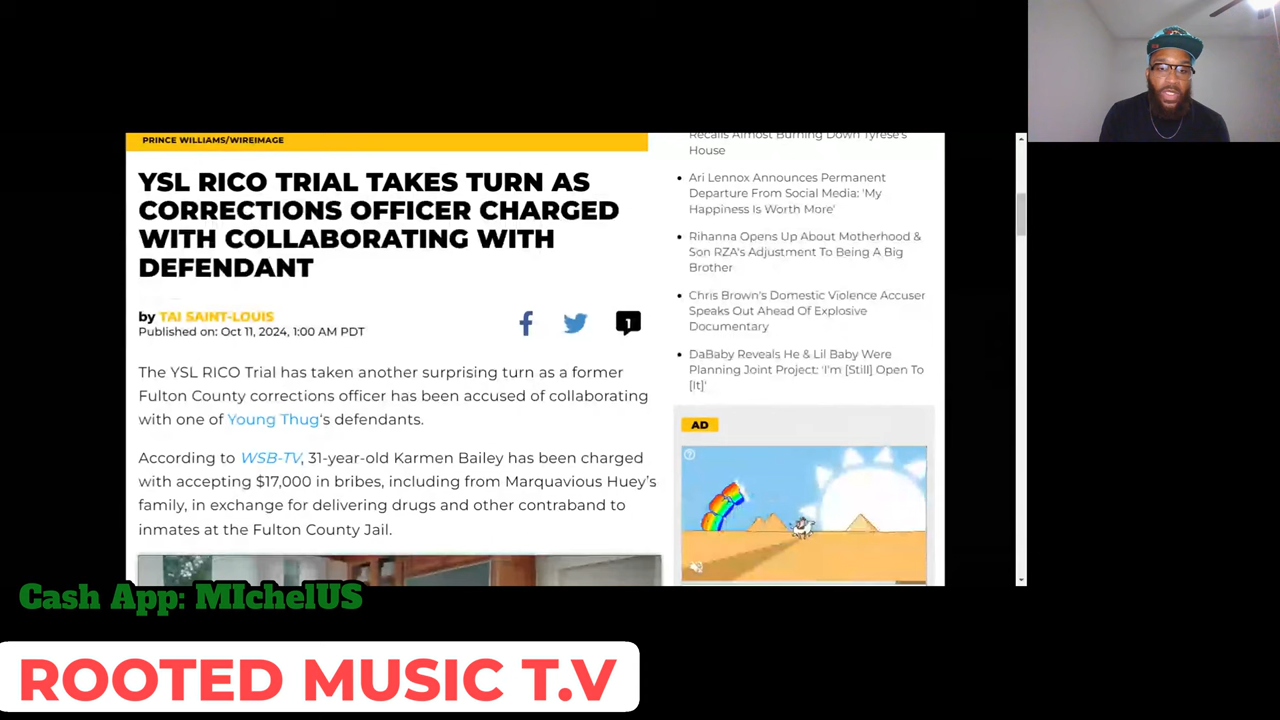 PRINCE WILLIAMS/WIREIMAGE
YSL RICO TRIAL TAKES TURN AS
CORRECTIONS OFFICER CHARGED
WITH COLLABORATING WITH
DEFENDANT
by TAI SAINT-LOUIS
Published on: Oct 11, 2024, 1:00 AM PDT
1
The YSL RICO Trial has taken another surprising turn as a former
Fulton County corrections officer has been accused of collaborating
with one of Young Thug‘s defendants.
According to WSB-TV, 31-year-old Karmen Bailey has been charged
with accepting $17,000 in bribes, including from Marquavious Huey’s
family, in exchange for delivering drugs and other contraband to
inmates at the Fulton County Jail.
Recalls Almost Burning Down Tyrese's
House
Ari Lennox Announces Permanent
Departure From Social Media: 'My
Happiness Is Worth More'
Rihanna Opens Up About Motherhood &
Son RZA's Adjustment To Being A Big
Brother
Chris Brown's Domestic Violence Accuser
Speaks Out Ahead Of Explosive
Documentary
DaBaby Reveals He & Lil Baby Were
Planning Joint Project: 'I'm [Still] Open To
[It]'
AD
Cash App: MIchelUS
ROOTED MUSIC T.V